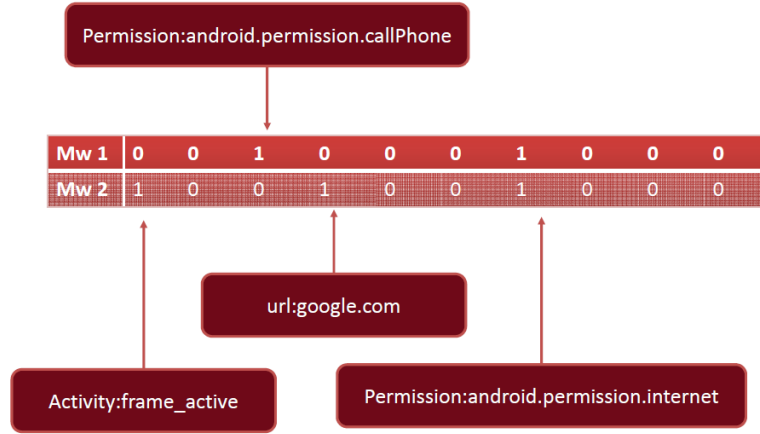 Permission:android.permission.callPhone
Mw 1 0 0 1 0 0 0 1 0 0 0
Mw 2 1 0 0 1 0 0 1 0 0 0
url:google.com
Activity:frame_active
Permission:android.permission.internet